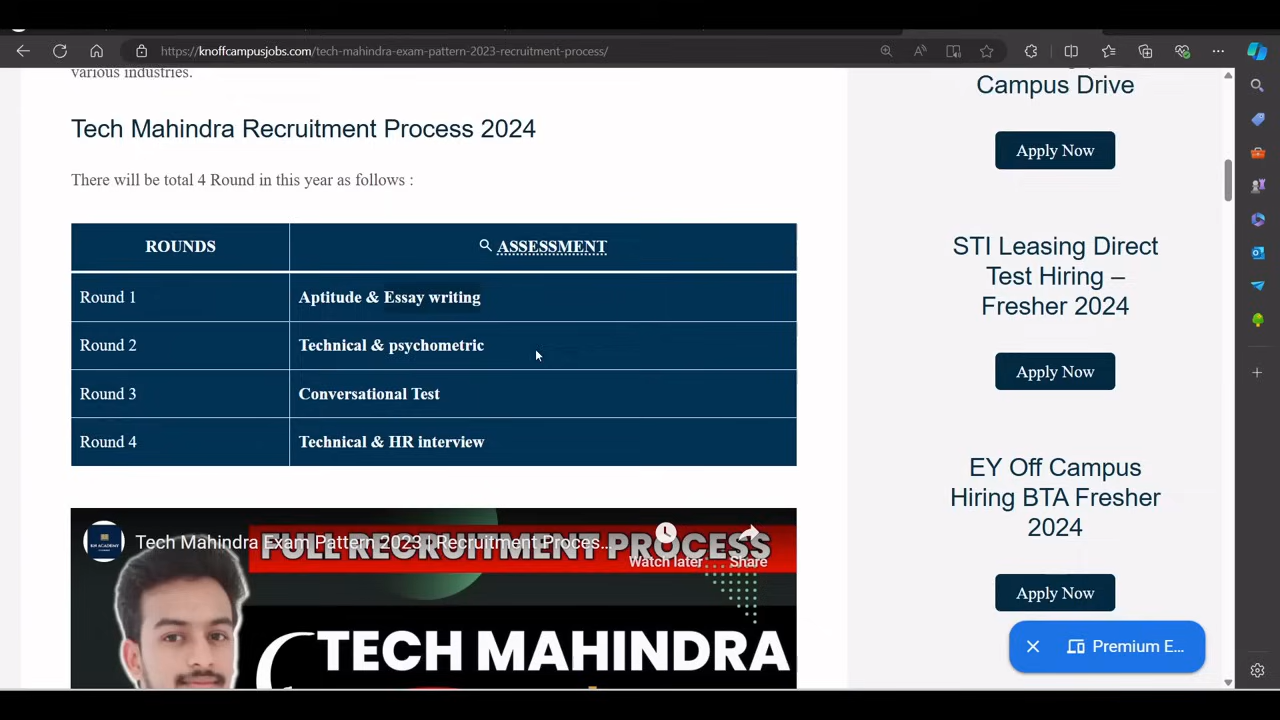 https://knoffcampusjobs.com/tech-mahindra-exam-pattern-2023-recruitment-process/
various industries.
Tech Mahindra Recruitment Process 2024
There will be total 4 Round in this year as follows :
ROUNDS ASSESSMENT
Round 1 Aptitude & Essay writing
Round 2 Technical & psychometric
Round 3 Conversational Test
Round 4 Technical & HR interview
Tech Mahindra Exam Pattern 2023 | Recruitment Proces...
FULL RECRUITMENT PROCESS
Watch later Share
TECH MAHINDRA
Campus Drive
Apply Now
STI Leasing Direct
Test Hiring –
Fresher 2024
Apply Now
EY Off Campus
Hiring BTA Fresher
2024
Apply Now
Premium E...